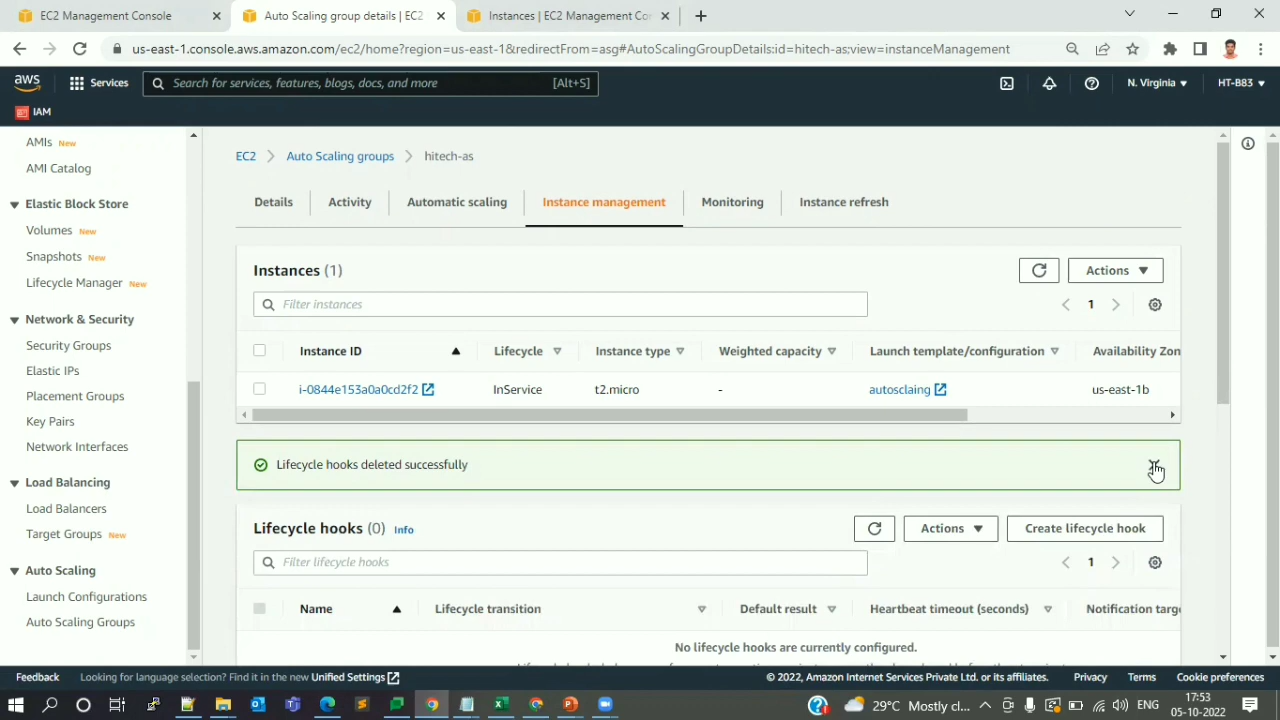 EC2 Management Console
Auto Scaling group details | EC2
Instances | EC2 Management Con
us-east-1.console.aws.amazon.com/ec2/home?region=us-east-1&redirectFrom=asg#AutoScalingGroupDetails:id=hitech-as;view=instanceManagement
aws
Services
Search for services, features, blogs, docs, and more
[Alt+S]
N. Virginia
HT-B83
IAM
AMIs New
AMI Catalog
Elastic Block Store
Volumes New
Snapshots New
Lifecycle Manager New
Network & Security
Security Groups
Elastic IPs
Placement Groups
Key Pairs
Network Interfaces
Load Balancing
Load Balancers
Target Groups New
Auto Scaling
Launch Configurations
Auto Scaling Groups
EC2 > Auto Scaling groups > hitech-as
Details
Activity
Automatic scaling
Instance management
Monitoring
Instance refresh
Instances (1)
Actions
Filter instances
1
Instance ID
Lifecycle
Instance type
Weighted capacity
Launch template/configuration
Availability Zon
i-0844e153a0a0cd2f2
InService
t2.micro
-
autosclaing
us-east-1b
Lifecycle hooks deleted successfully
Lifecycle hooks (0) Info
Actions
Create lifecycle hook
Filter lifecycle hooks
1
Name
Lifecycle transition
Default result
Heartbeat timeout (seconds)
Notification targ
No lifecycle hooks are currently configured.
Feedback
Looking for language selection? Find it in the new Unified Settings
© 2022, Amazon Internet Services Private Ltd. or its affiliates.
Privacy
Terms
Cookie preferences
29°C Mostly cl...
ENG
17:53
05-10-2022